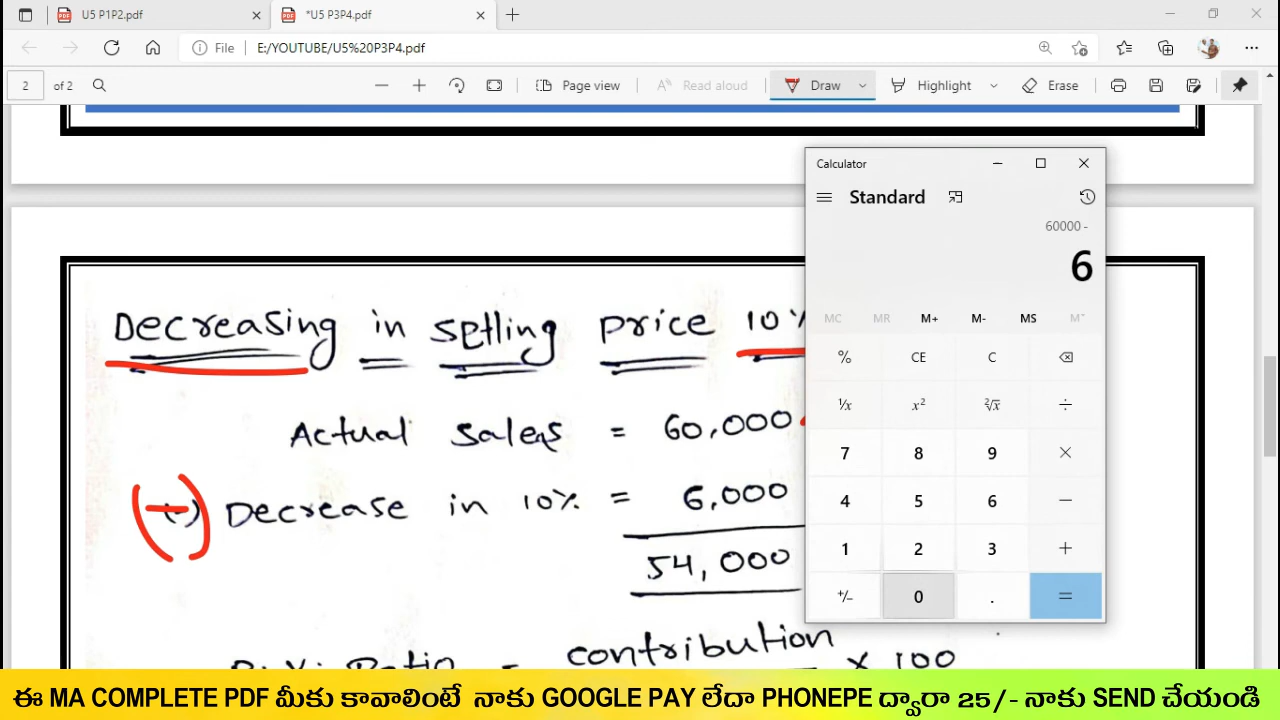 U5 P1P2.pdf
*U5 P3P4.pdf
File E:/YOUTUBE/U5%20P3P4.pdf
2 of 2 Page view Read aloud Draw Highlight Erase
Calculator
Standard
60000 -
6
MC MR M+ M- MS M˅
% CE C
¹/x x² ²√x ÷
7 8 9 ×
4 5 6 −
1 2 3 +
+/− 0 . =
Decreasing in selling price 10%
Actual sales = 60,000
(-) Decrease in 10% = 6,000
54,000
P.V. Ratio = contribution × 100
ఈ MA COMPLETE PDF మీకు కావాలింటే నాకు GOOGLE PAY లేదా PHONEPE ద్వారా 25/- నాకు SEND చేయండి